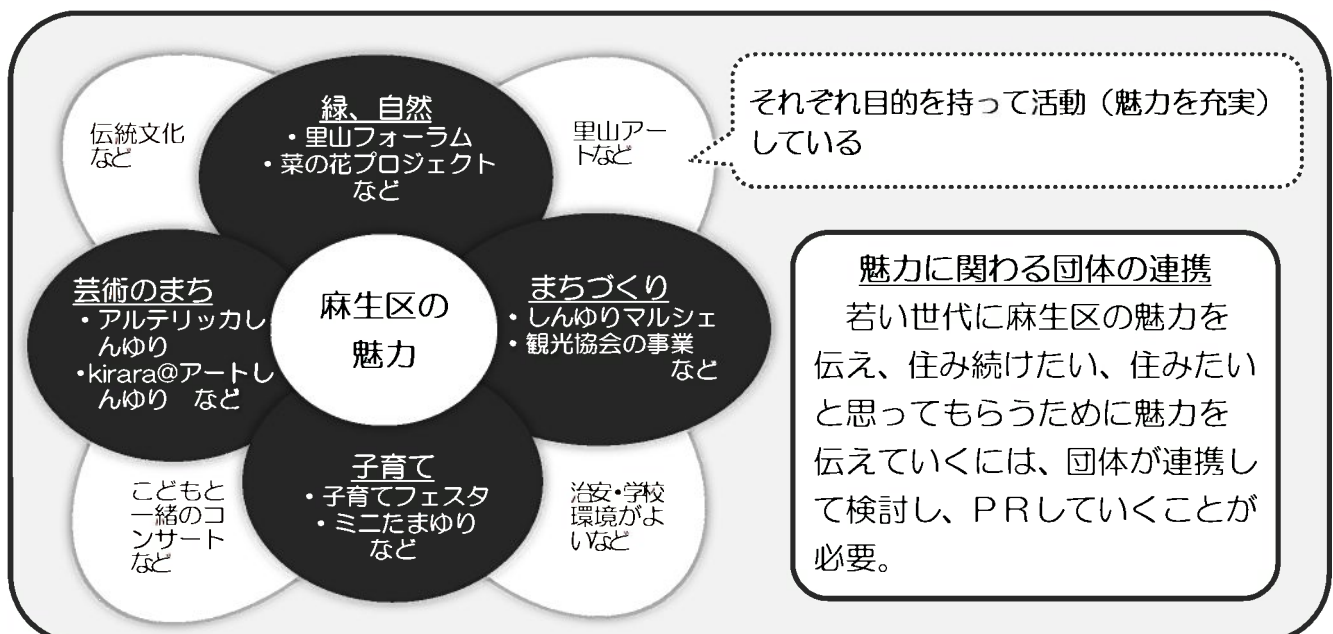 伝統文化
など
緑、自然
・里山フォーラム
・菜の花プロジェクト
など
里山アー
トなど
それぞれ目的を持って活動（魅力を充実）
している
芸術のまち
・アルテリッカし
んゆり
・kirara@アートし
んゆり　など
麻生区の
魅力
まちづくり
・しんゆりマルシェ
・観光協会の事業
など
こどもと
一緒のコ
ンサート
など
子育て
・子育てフェスタ
・ミニたまゆり
など
治安・学校
環境がよ
いなど
魅力に関わる団体の連携
若い世代に麻生区の魅力を
伝え、住み続けたい、住みたい
と思ってもらうために魅力を
伝えていくには、団体が連携し
て検討し、ＰＲしていくことが
必要。